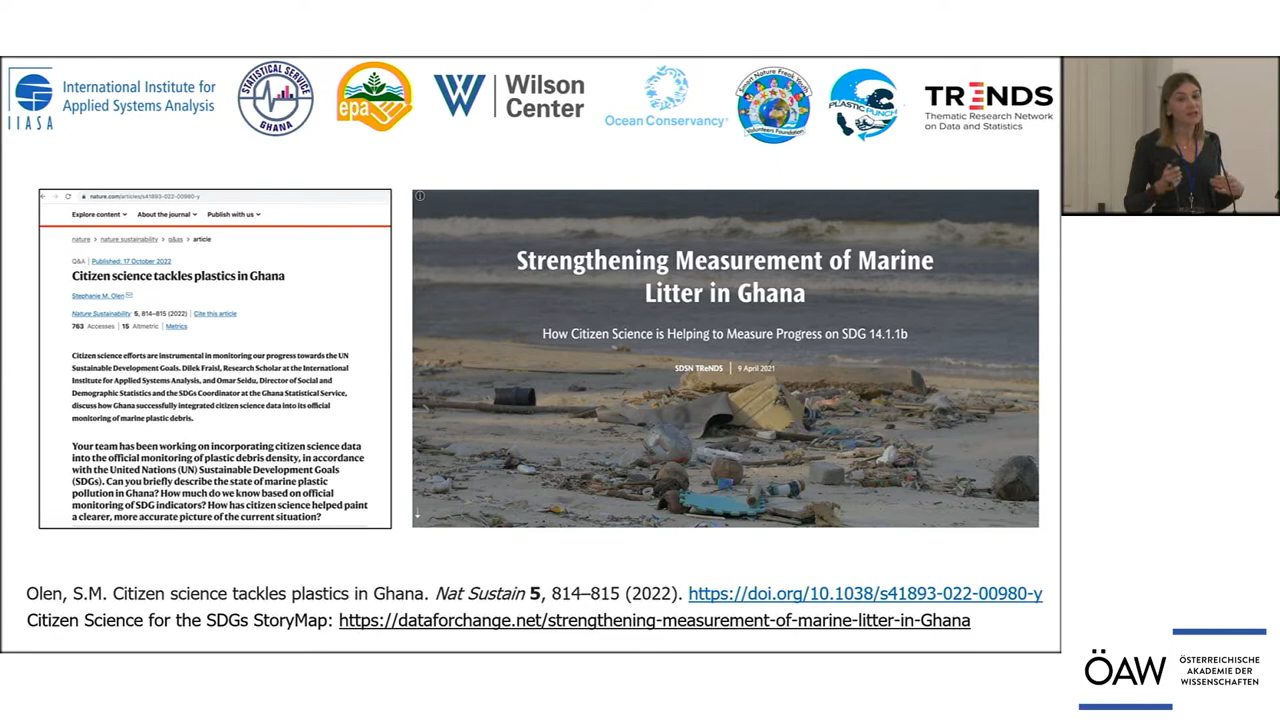 IIASA
International Institute for
Applied Systems Analysis
STATISTICAL SERVICE
GHANA
epa
Wilson
Center
Ocean Conservancy
Smart Nature Freak Youth
Volunteers Foundation
PLASTIC PUNCH
TRENDS
Thematic Research Network
on Data and Statistics
nature.com/articles/s41893-022-00980-y
Explore content
About the journal
Publish with us
nature > nature sustainability > q&as > article
Q&A | Published: 17 October 2022
Citizen science tackles plastics in Ghana
Stephanie M. Olen
Nature Sustainability 5, 814–815 (2022) | Cite this article
763 Accesses | 15 Altmetric | Metrics
Citizen science efforts are instrumental in monitoring our progress towards the UN
Sustainable Development Goals. Dilek Fraisl, Research Scholar at the International
Institute for Applied Systems Analysis, and Omar Seidu, Director of Social and
Demographic Statistics and the SDGs Coordinator at the Ghana Statistical Service,
discuss how Ghana successfully integrated citizen science data into its official
monitoring of marine plastic debris.
Your team has been working on incorporating citizen science data
into the official monitoring of plastic debris density, in accordance
with the United Nations (UN) Sustainable Development Goals
(SDGs). Can you briefly describe the state of marine plastic
pollution in Ghana? How much do we know based on official
monitoring of SDG indicators? How has citizen science helped paint
a clearer, more accurate picture of the current situation?
Strengthening Measurement of Marine
Litter in Ghana
How Citizen Science is Helping to Measure Progress on SDG 14.1.1b
SDSN TReNDS | 9 April 2021
Olen, S.M. Citizen science tackles plastics in Ghana. Nat Sustain 5, 814–815 (2022). https://doi.org/10.1038/s41893-022-00980-y
Citizen Science for the SDGs StoryMap: https://dataforchange.net/strengthening-measurement-of-marine-litter-in-Ghana
ÖAW
ÖSTERREICHISCHE
AKADEMIE DER
WISSENSCHAFTEN